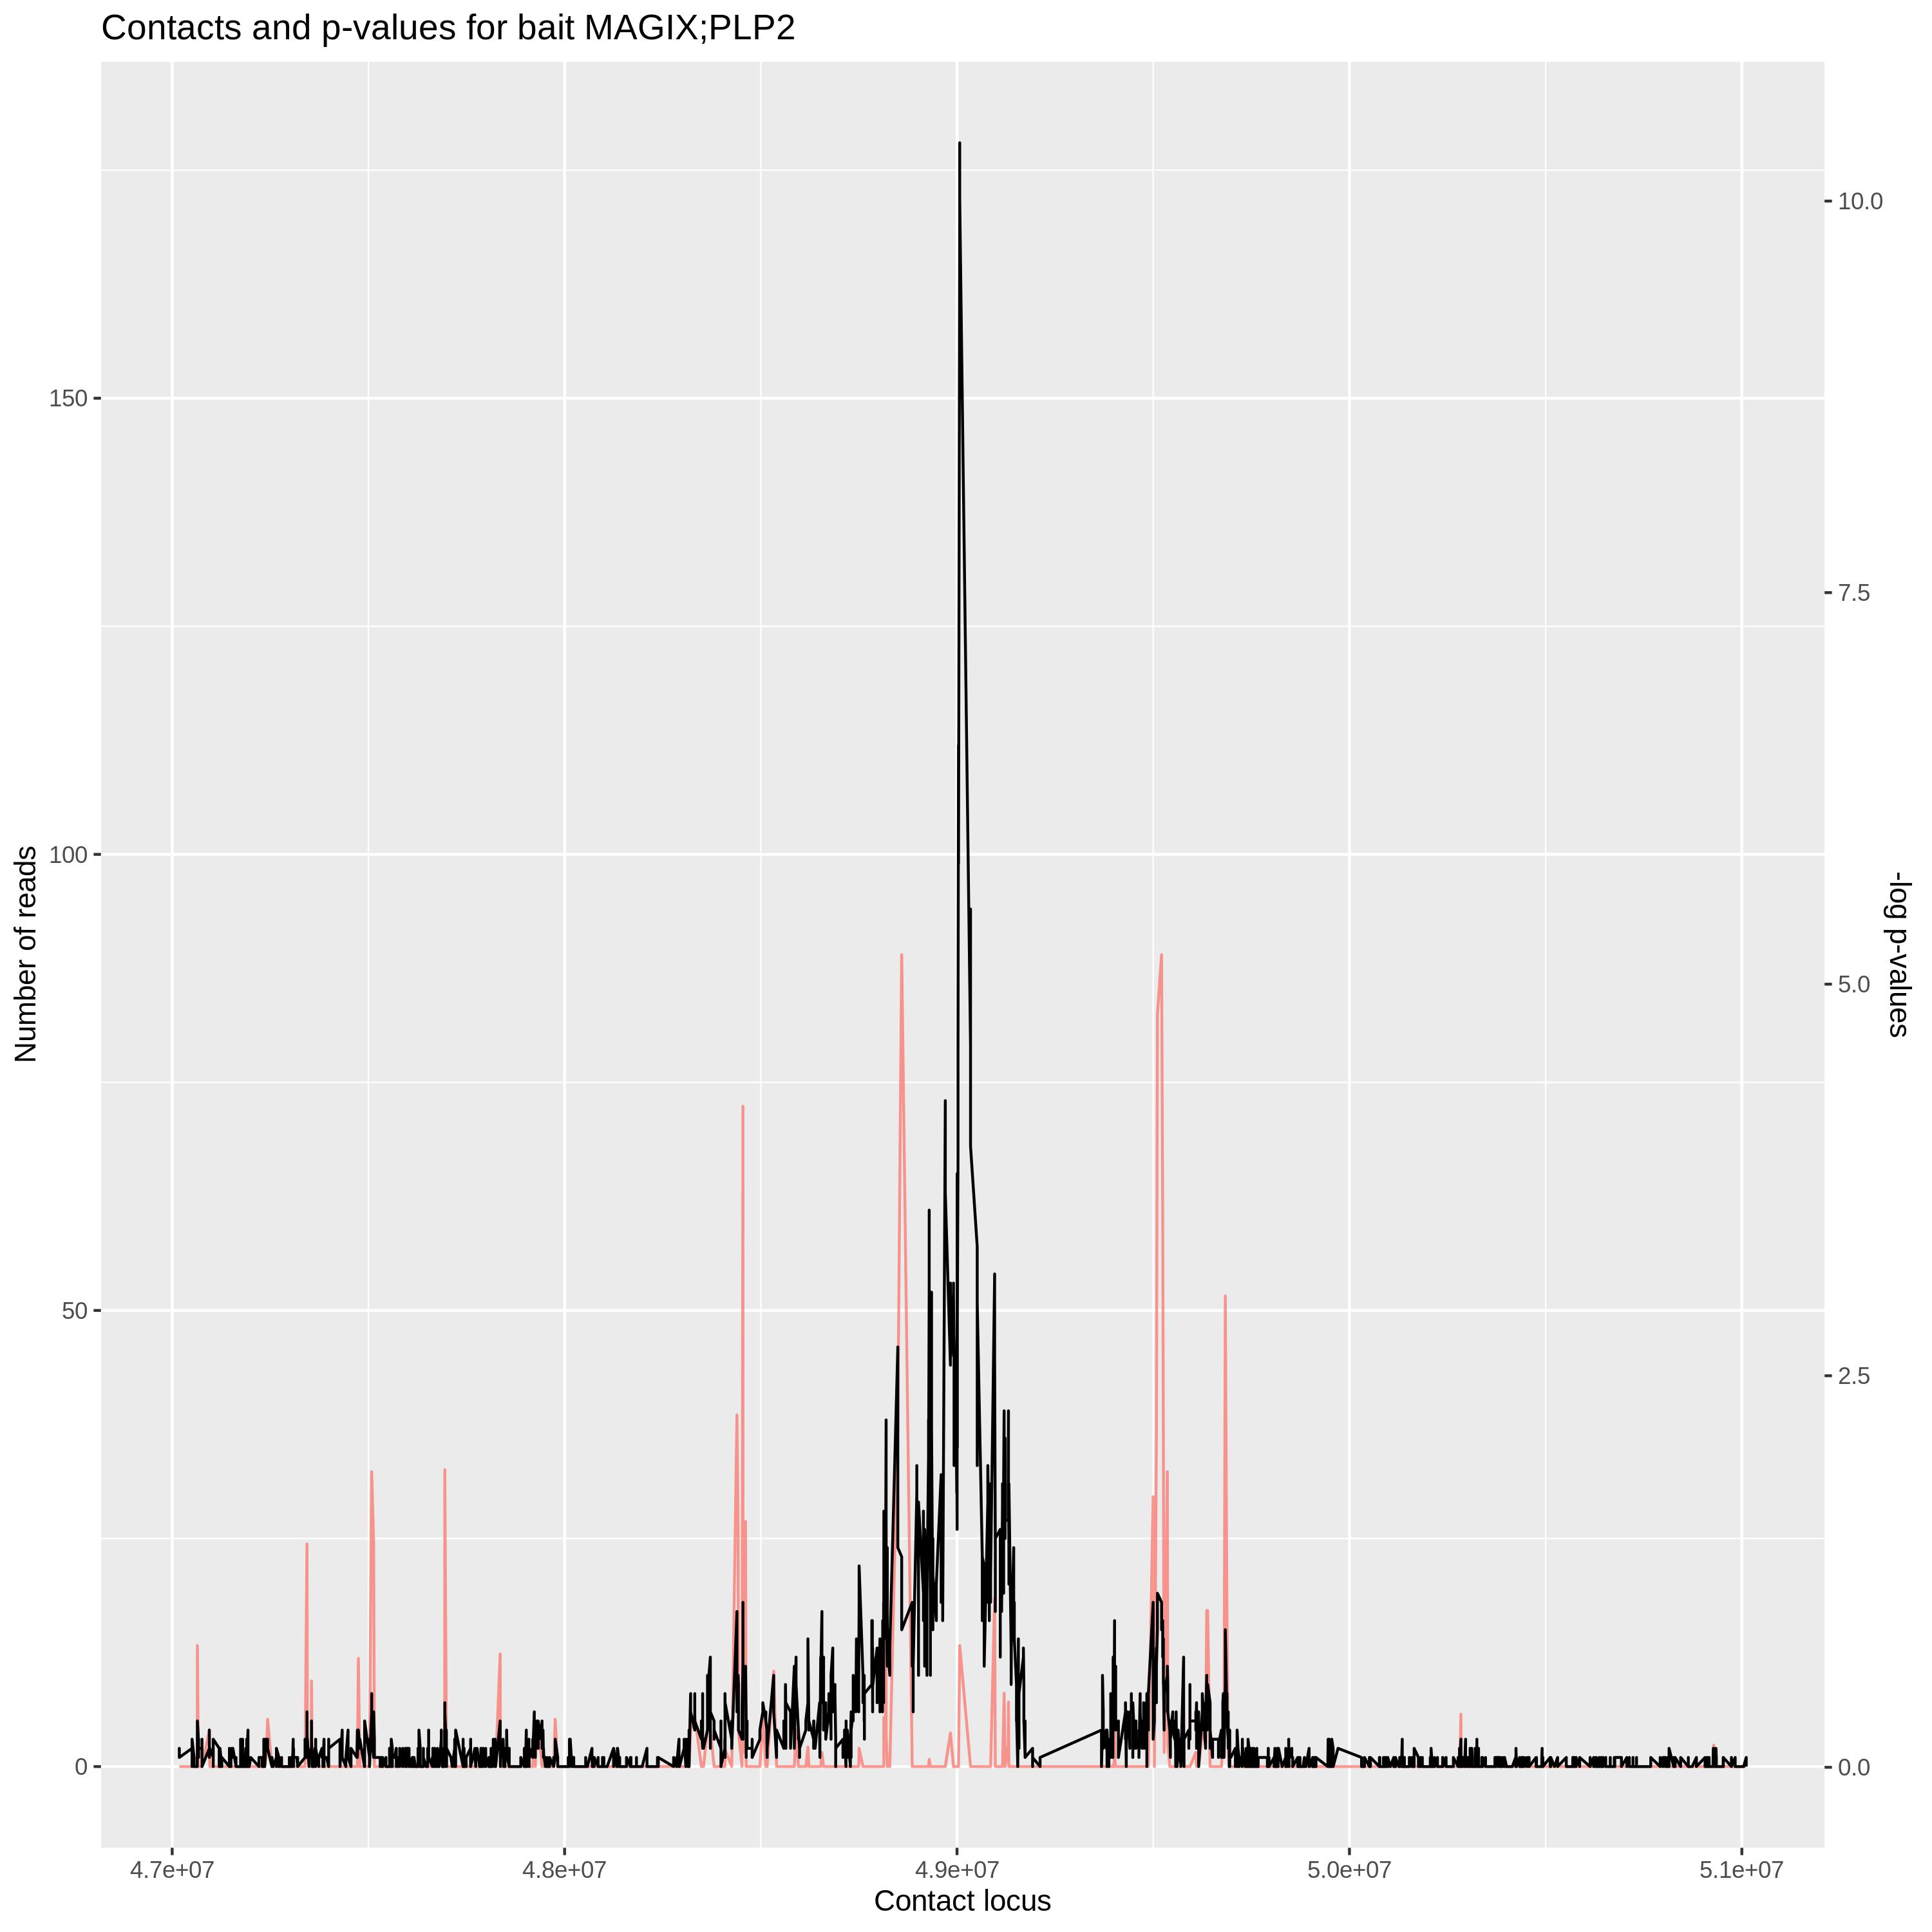 Contacts and p-values for bait MAGIX;PLP2
Number of reads
150
100
50
0
10.0
7.5
5.0
2.5
0.0
-log p-values
4.7e+07
4.8e+07
4.9e+07
5.0e+07
5.1e+07
Contact locus